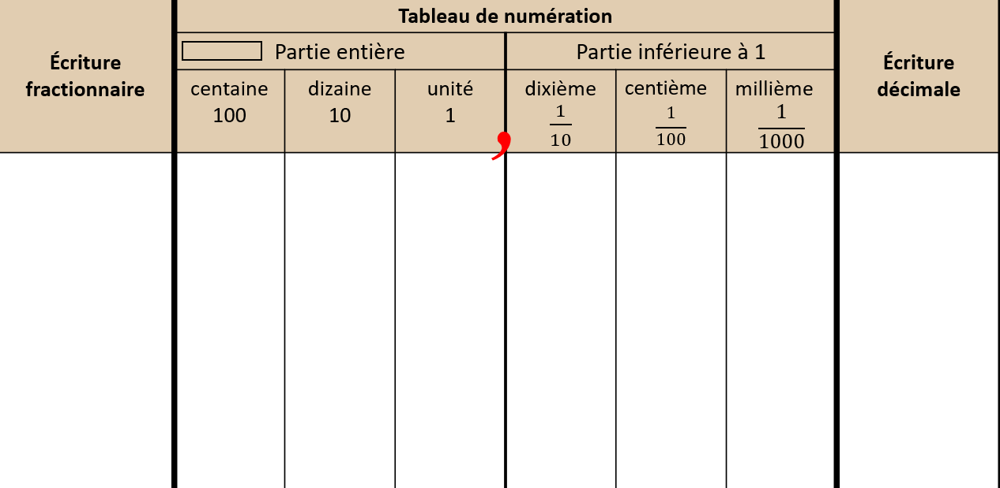 Tableau de numération
Écriture
fractionnaire
Partie entière
Partie inférieure à 1
Écriture
décimale
centaine
100
dizaine
10
unité
1
,
dixième
1
10
centième
1
100
millième
1
1000